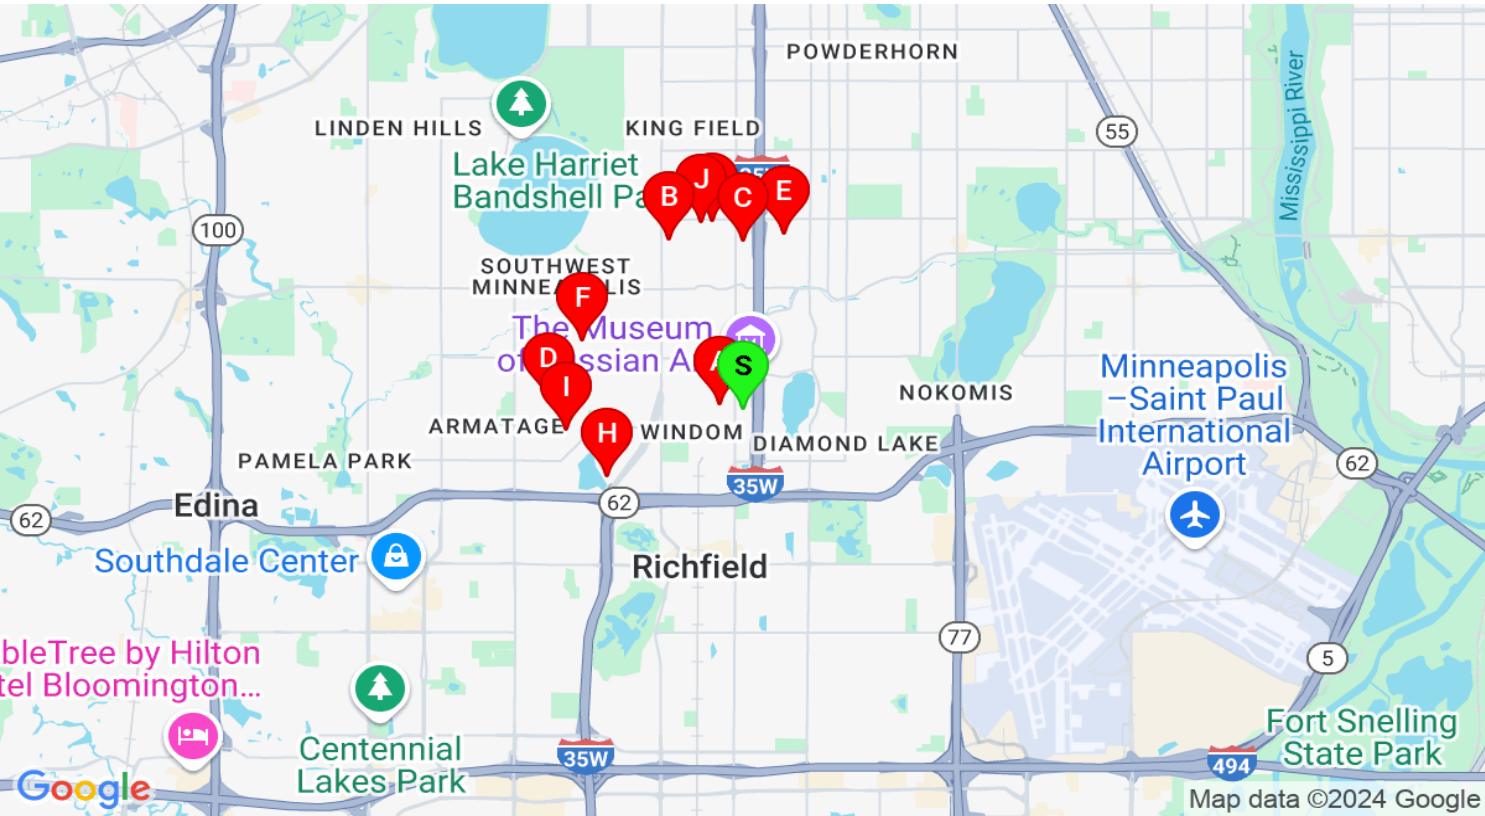 POWDERHORN
Mississippi River
55
LINDEN HILLS
KING FIELD
Lake Harriet
Bandshell Pa
J
B
C
E
100
SOUTHWEST
MINNE LIS
F
The Museum
of ssian A
D
A
S
I
Minneapolis
–Saint Paul
International
Airport
NOKOMIS
ARMATAGE
H
WINDOM
DIAMOND LAKE
PAMELA PARK
62
35W
Edina
62
62
Southdale Center
Richfield
77
5
bleTree by Hilton
tel Bloomington...
Centennial
Lakes Park
35W
Fort Snelling
State Park
494
Google
Map data ©2024 Google